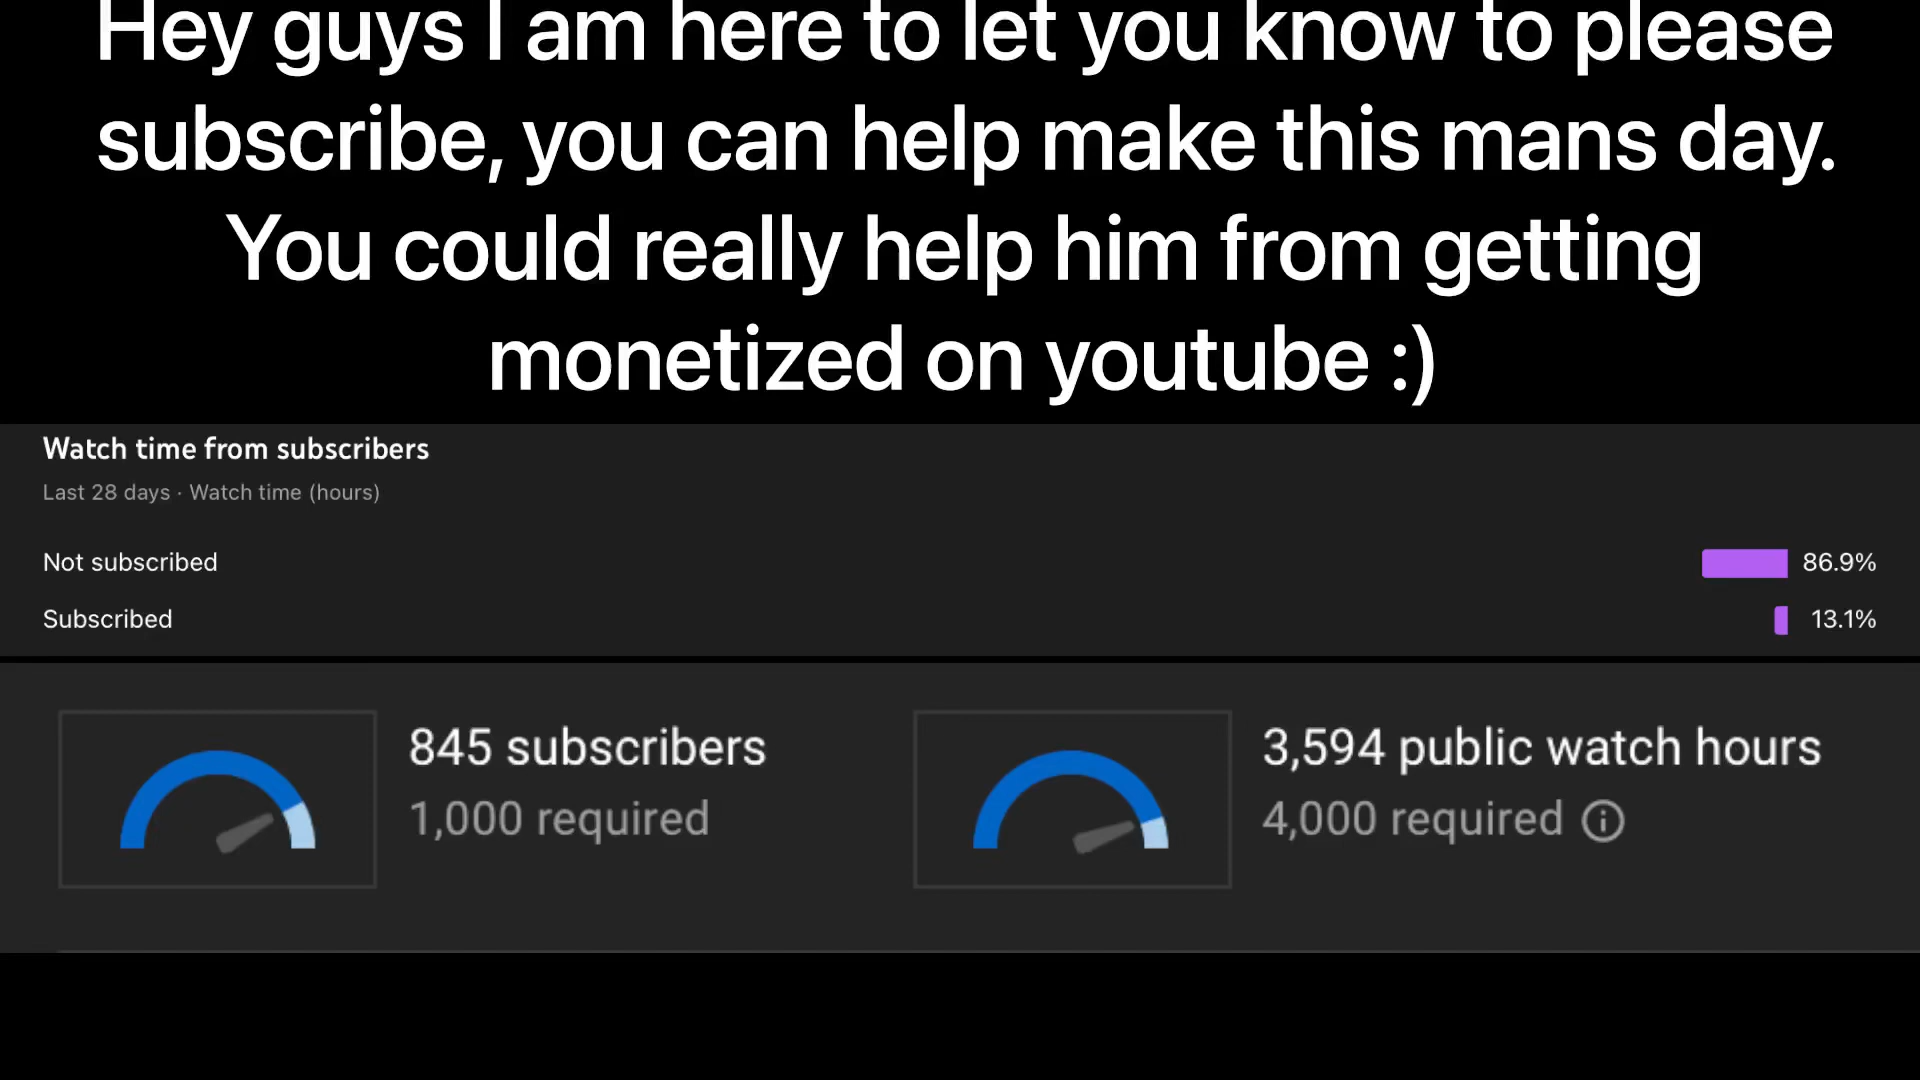 Hey guys I am here to let you know to please
subscribe, you can help make this mans day.
You could really help him from getting
monetized on youtube :)
Watch time from subscribers
Last 28 days · Watch time (hours)
Not subscribed 86.9%
Subscribed 13.1%
845 subscribers
1,000 required
3,594 public watch hours
4,000 required